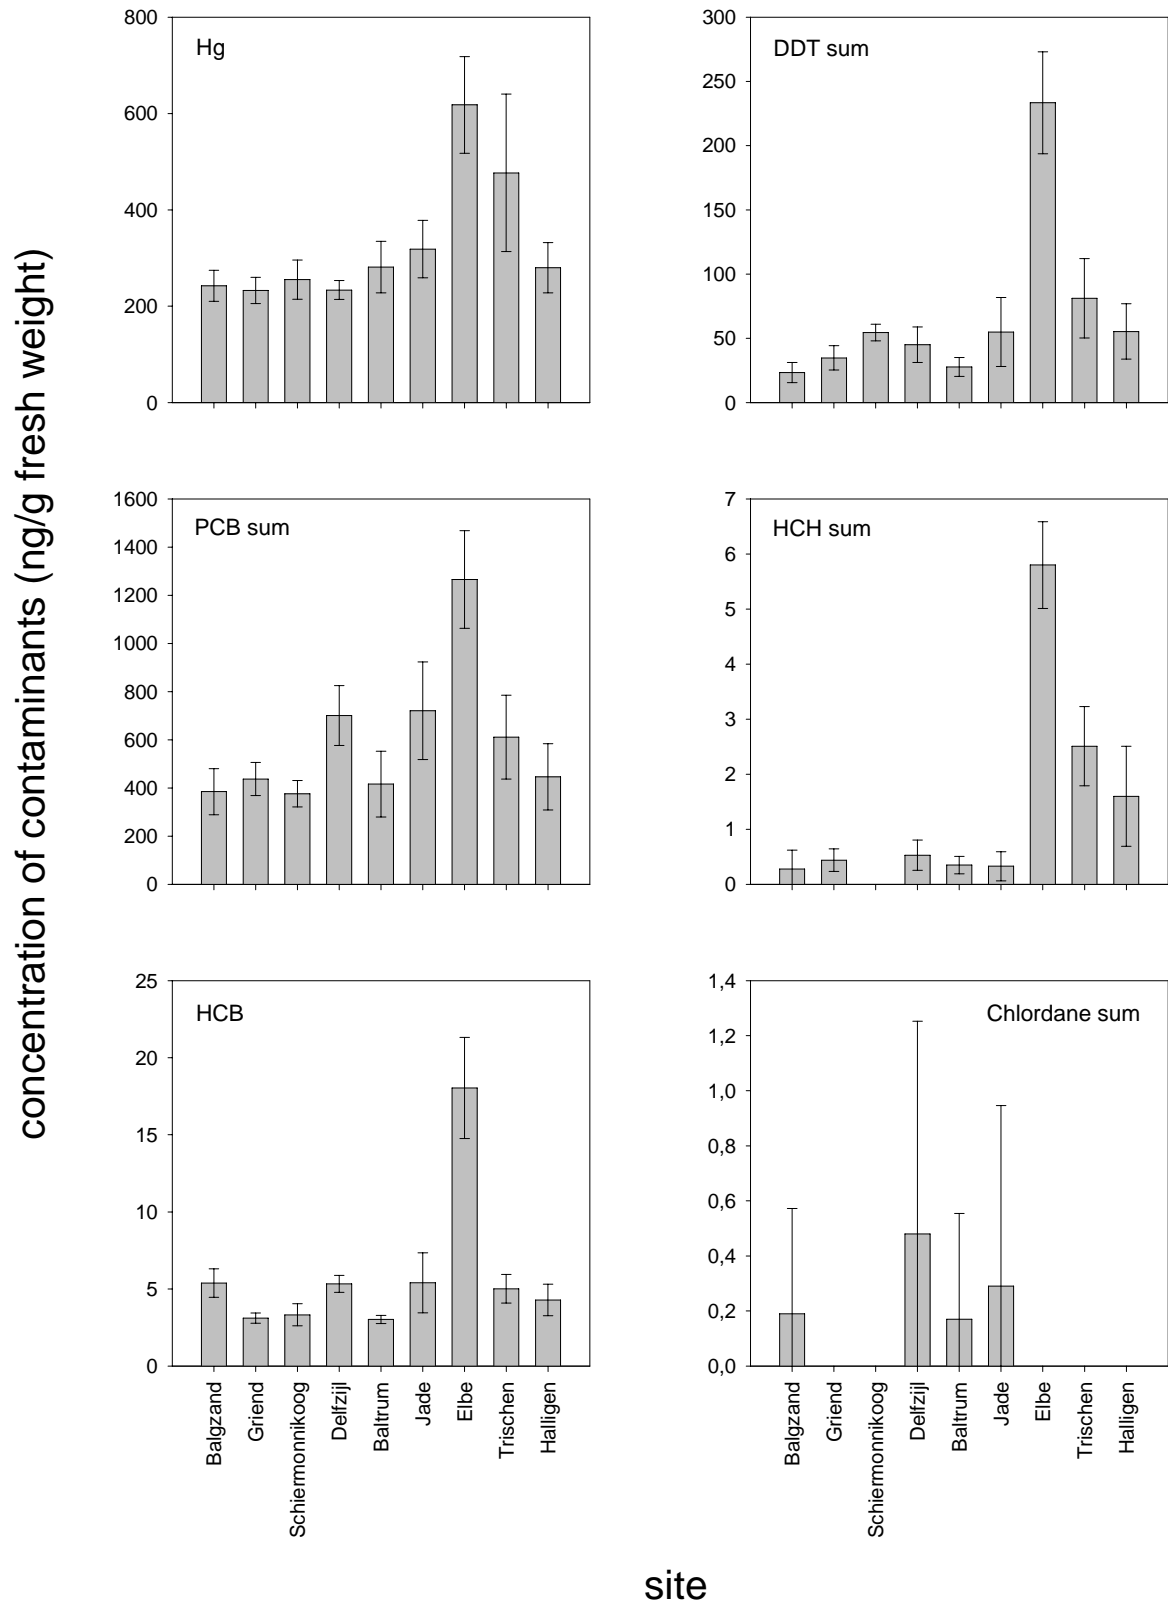 concentration of contaminants (ng/g fresh weight)
Hg
800
600
400
200
0
DDT sum
300
250
200
150
100
50
0
PCB sum
1600
1400
1200
1000
800
600
400
200
0
HCH sum
7
6
5
4
3
2
1
0
HCB
25
20
15
10
5
0
Balgzand
Griend
Schiermonnikoog
Delfzijl
Baltrum
Jade
Elbe
Trischen
Halligen
Chlordane sum
1,4
1,2
1,0
0,8
0,6
0,4
0,2
0,0
Balgzand
Griend
Schiermonnikoog
Delfzijl
Baltrum
Jade
Elbe
Trischen
Halligen
site